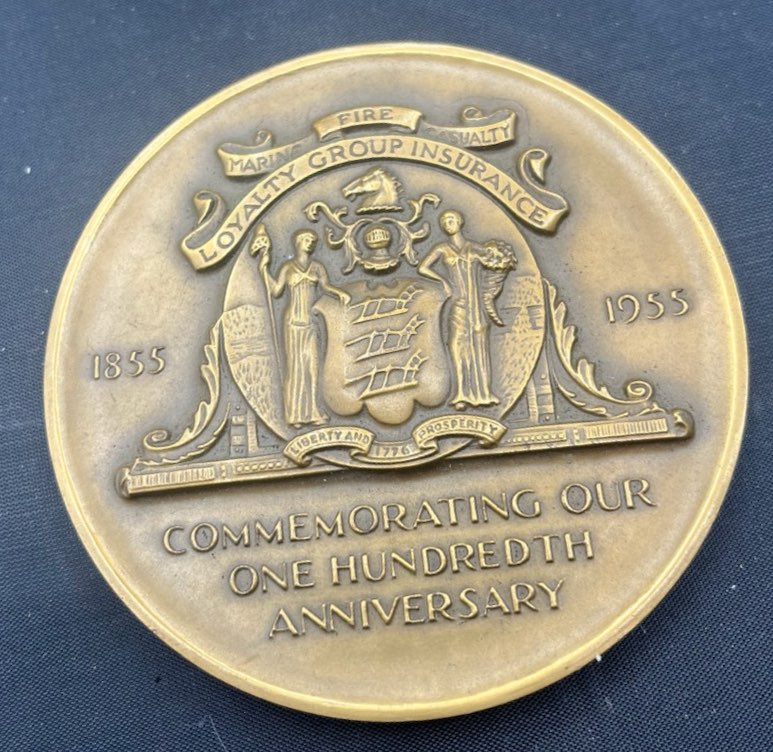 FIRE
MARINE CASUALTY
LOYALTY GROUP INSURANCE
1855 1955
LIBERTY AND 1776 PROSPERITY
COMMEMORATING OUR
ONE HUNDREDTH
ANNIVERSARY